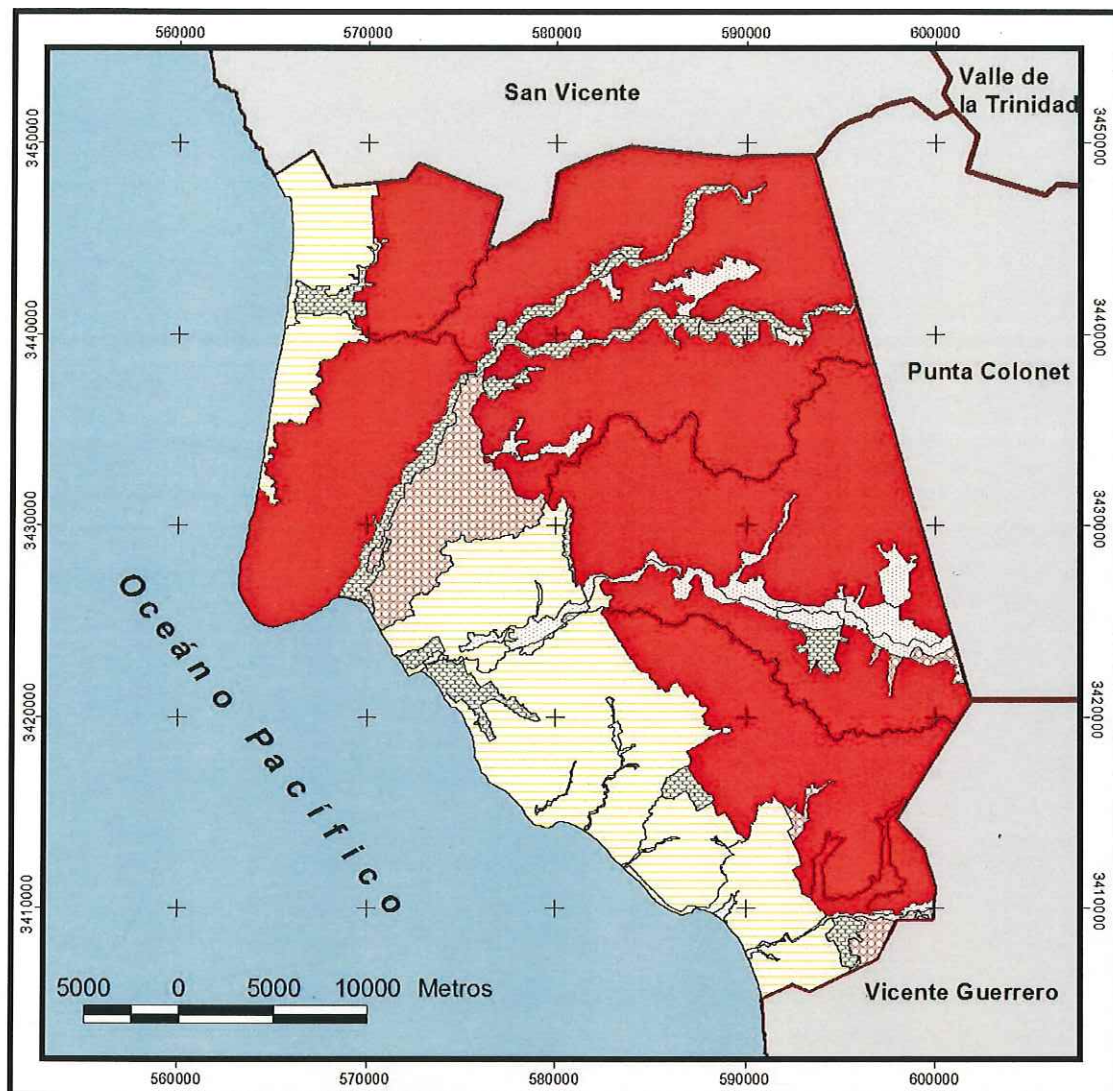 560000 570000 580000 590000 600000
San Vicente
Valle de
la Trinidad
3450000 3450000
3440000 3440000
Punta Colonet
3430000 3430000
Oceáno Pacífico
3420000 3420000
3410000 3410000
5000 0 5000 10000 Metros
Vicente Guerrero
560000 570000 580000 590000 600000